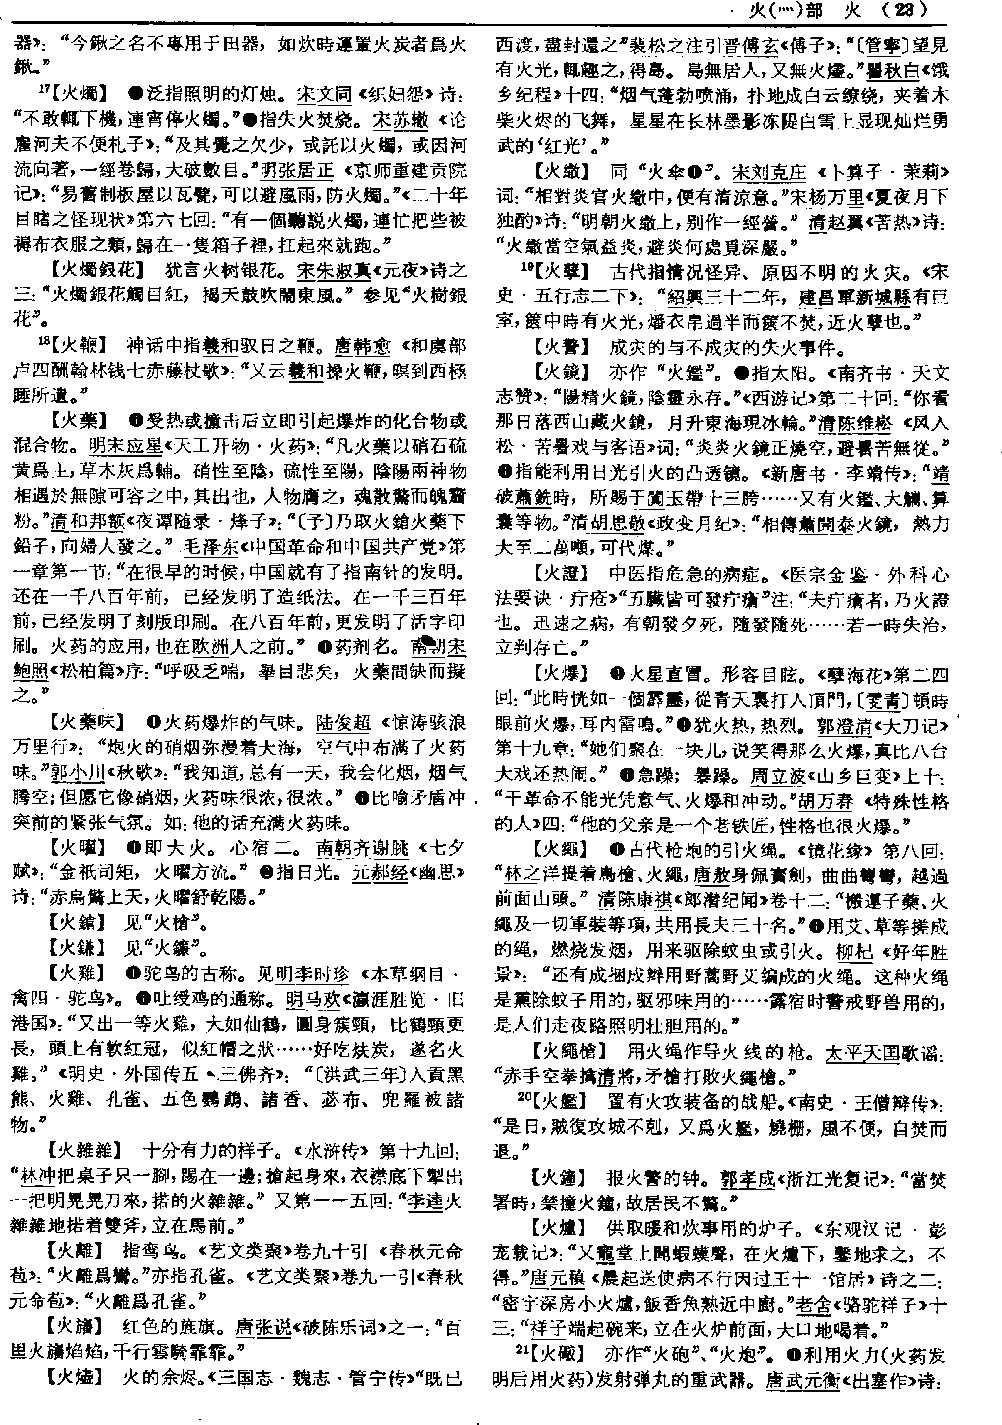 火(灬)部 火 (23)
器》：“今鍬之名不專用于田器，如炊時運置火炭者爲火
鍬。”
17【火燭】 ❶泛指照明的灯烛。宋文同《织妇怨》诗：
“不敢輒下機，連宵停火燭。”❷指失火焚烧。宋苏辙《论
雇河夫不便札子》：“及其覺之欠少，或託以火燭，或因河
流向著，一經卷歸，大破數目。”明张居正《京师重建贡院
记》：“易舊制板屋以瓦甓，可以避風雨，防火燭。”《二十年
目睹之怪现状》第六七回：“有一個聽説火燭，連忙把些被
褥布衣服之類，歸在一隻箱子裡，扛起來就跑。”
【火燭銀花】 犹言火树银花。宋朱淑真《元夜》诗之
三：“火燭銀花觸目紅，揭天鼓吹鬧東風。”参见“火樹銀
花”。
18【火鞭】 神话中指羲和驭日之鞭。唐韩愈《和虞部
卢四酬翰林钱七赤藤杖歌》：“又云羲和操火鞭，暝到西極
睡所遺。”
【火藥】 ❶受热或撞击后立即引起爆炸的化合物或
混合物。明宋应星《天工开物·火药》：“凡火藥以硝石硫
黄爲主，草木灰爲輔。硝性至陰，硫性至陽，陰陽兩神物
相遇於無隙可容之中，其出也，人物膺之，魂散驚而魄齏
粉。”清和邦额《夜谭随录·烽子》：“〔予〕乃取火鎗火藥下
鉛子，向婦人發之。”毛泽东《中国革命和中国共产党》第
一章第一节：“在很早的时候，中国就有了指南针的发明。
还在一千八百年前，已经发明了造纸法。在一千三百年
前，已经发明了刻版印刷。在八百年前，更发明了活字印
刷。火药的应用，也在欧洲人之前。”❷药剂名。南朝宋
鲍照《松柏篇》序：“呼吸乏喘，舉目悲矣，火藥間缺而擬
之。”
【火藥味】 ❶火药爆炸的气味。陆俊超《惊涛骇浪
万里行》：“炮火的硝烟弥漫着大海，空气中布满了火药
味。”郭小川《秋歌》：“我知道，总有一天，我会化烟，烟气
腾空；但愿它像硝烟，火药味很浓，很浓。”❷比喻矛盾冲
突前的紧张气氛。如：他的话充满火药味。
【火曜】 ❶即大火。心宿二。南朝齐谢朓《七夕
赋》：“金祇司矩，火曜方流。”❷指日光。元郝经《幽思》
诗：“赤烏鶩上天，火曜舒乾陽。”
【火鎗】 见“火槍”。
【火鎌】 见“火鐮”。
【火雞】 ❶驼鸟的古称。见明李时珍《本草纲目·
禽四·驼鸟》。❷吐绶鸡的通称。明马欢《瀛涯胜览·旧
港国》：“又出一等火雞，大如仙鶴，圓身簇頸，比鶴頸更
長，頭上有軟紅冠，似紅帽之狀……好吃炔炭，遂名火
雞。”《明史·外国传五·三佛齐》：“〔洪武三年〕入貢黑
熊、火雞、孔雀、五色鸚鵡、諸香、苾布、兜羅被諸
物。”
【火雜雜】 十分有力的样子。《水浒传》第十九回：
“林冲把桌子只一脚，踢在一邊；搶起身來，衣襟底下掣出
一把明晃晃刀來，搭的火雜雜。”又第一一五回：“李逵火
雜雜地掿着雙斧，立在馬前。”
【火離】 指鸾鸟。《艺文类聚》卷九十引《春秋元命
苞》：“火離爲鸞。”亦指孔雀。《艺文类聚》卷九一引《春秋
元命苞》：“火離爲孔雀。”
【火旛】 红色的旌旗。唐张说《破陈乐词》之一：“百
里火旛焰焰，千行雲騎霏霏。”
【火燼】 火的余烬。《三国志·魏志·管宁传》“既已
西渡，盡封還之”裴松之注引晋傅玄《傅子》：“〔管寧〕望見
有火光，輒趣之，得島。島無居人，又無火燼。”瞿秋白《饿
乡纪程》十四：“烟气蓬勃喷涌，扑地成白云缭绕，夹着木
柴火烬的飞舞，星星在长林墨影冻隄白雪上显现灿烂勇
武的‘红光’。”
【火繖】 同“火伞❶”。宋刘克庄《卜算子·茉莉》
词：“相對炎官火繖中，便有清涼意。”宋杨万里《夏夜月下
独酌》诗：“明朝火繖上，别作一經營。”清赵翼《苦热》诗：
“火繖當空氣益炎，避炎何處覓深嚴。”
19【火孽】 古代指情况怪异、原因不明的火灾。《宋
史·五行志二下》：“紹興三十二年，建昌軍新城縣有巨
室，篋中時有火光，燔衣帛過半而篋不焚，近火孽也。”
【火警】 成灾的与不成灾的失火事件。
【火鏡】 亦作“火鑑”。❶指太阳。《南齐书·天文
志赞》：“陽精火鏡，陰靈永存。”《西游记》第二十回：“你看
那日落西山藏火鏡，月升東海現冰輪。”清陈维崧《风入
松·苦暑戏与客语》词：“炎炎火鏡正燒空，避暑苦無從。”
❷指能利用日光引火的凸透镜。《新唐书·李靖传》：“靖
破蕭銑時，所賜于闐玉帶十三胯……又有火鑑、大觿、算
囊等物。”清胡思敬《政变月纪》：“相傳蕭開泰火鏡，熱力
大至二萬噸，可代煤。”
【火證】 中医指危急的病症。《医宗金鉴·外科心
法要诀·疔疮》“五臟皆可發疔瘡”注：“夫疔瘡者，乃火證
也。迅速之病，有朝發夕死，隨發隨死……若一時失治，
立判存亡。”
【火爆】 ❶火星直冒。形容目眩。《孽海花》第二四
回：“此時恍如一個霹靂，從青天裏打入頂門，〔雯青〕頓時
眼前火爆，耳内雷鳴。”❷犹火热，热烈。郭澄清《大刀记》
第十九章：“她们聚在一块儿，说笑得那么火爆，真比八台
大戏还热闹。”❸急躁；暴躁。周立波《山乡巨变》上十：
“干革命不能光凭意气、火爆和冲动。”胡万春《特殊性格
的人》四：“他的父亲是一个老铁匠，性格也很火爆。”
【火繩】 ❶古代枪炮的引火绳。《镜花缘》第八回：
“林之洋提着鳥槍、火繩，唐敖身佩寳劍，曲曲彎彎，越過
前面山頭。”清陈康祺《郎潜纪闻》卷十二：“搬運子藥、火
繩及一切軍裝等項，共用長夫三十名。”❷用艾、草等搓成
的绳，燃烧发烟，用来驱除蚊虫或引火。柳杞《好年胜
景》：“还有成捆成辫用野蒿野艾编成的火绳。这种火绳
是熏除蚊子用的，驱邪味用的……露宿时警戒野兽用的，
是人们走夜路照明壮胆用的。”
【火繩槍】 用火绳作导火线的枪。太平天国歌谣：
“赤手空拳擒清將，矛槍打敗火繩槍。”
20【火艦】 置有火攻装备的战船。《南史·王僧辩传》：
“是日，賊復攻城不剋，又爲火艦，燒栅，風不便，自焚而
退。”
【火鐘】 报火警的钟。郭孝成《浙江光复记》：“當焚
署時，禁撞火鐘，故居民不驚。”
【火爐】 供取暖和炊事用的炉子。《东观汉记·彭
宠载记》：“又寵堂上聞蝦蟆聲，在火爐下，鑿地求之，不
得。”唐元稹《晨起送使病不行因过王十一馆居》诗之二：
“密宇深房小火爐，飯香魚熟近中廚。”老舍《骆驼祥子》十
三：“祥子端起碗来，立在火炉前面，大口地喝着。”
21【火礮】 亦作“火砲”、“火炮”。❶利用火力（火药发
明后用火药）发射弹丸的重武器。唐武元衡《出塞作》诗：